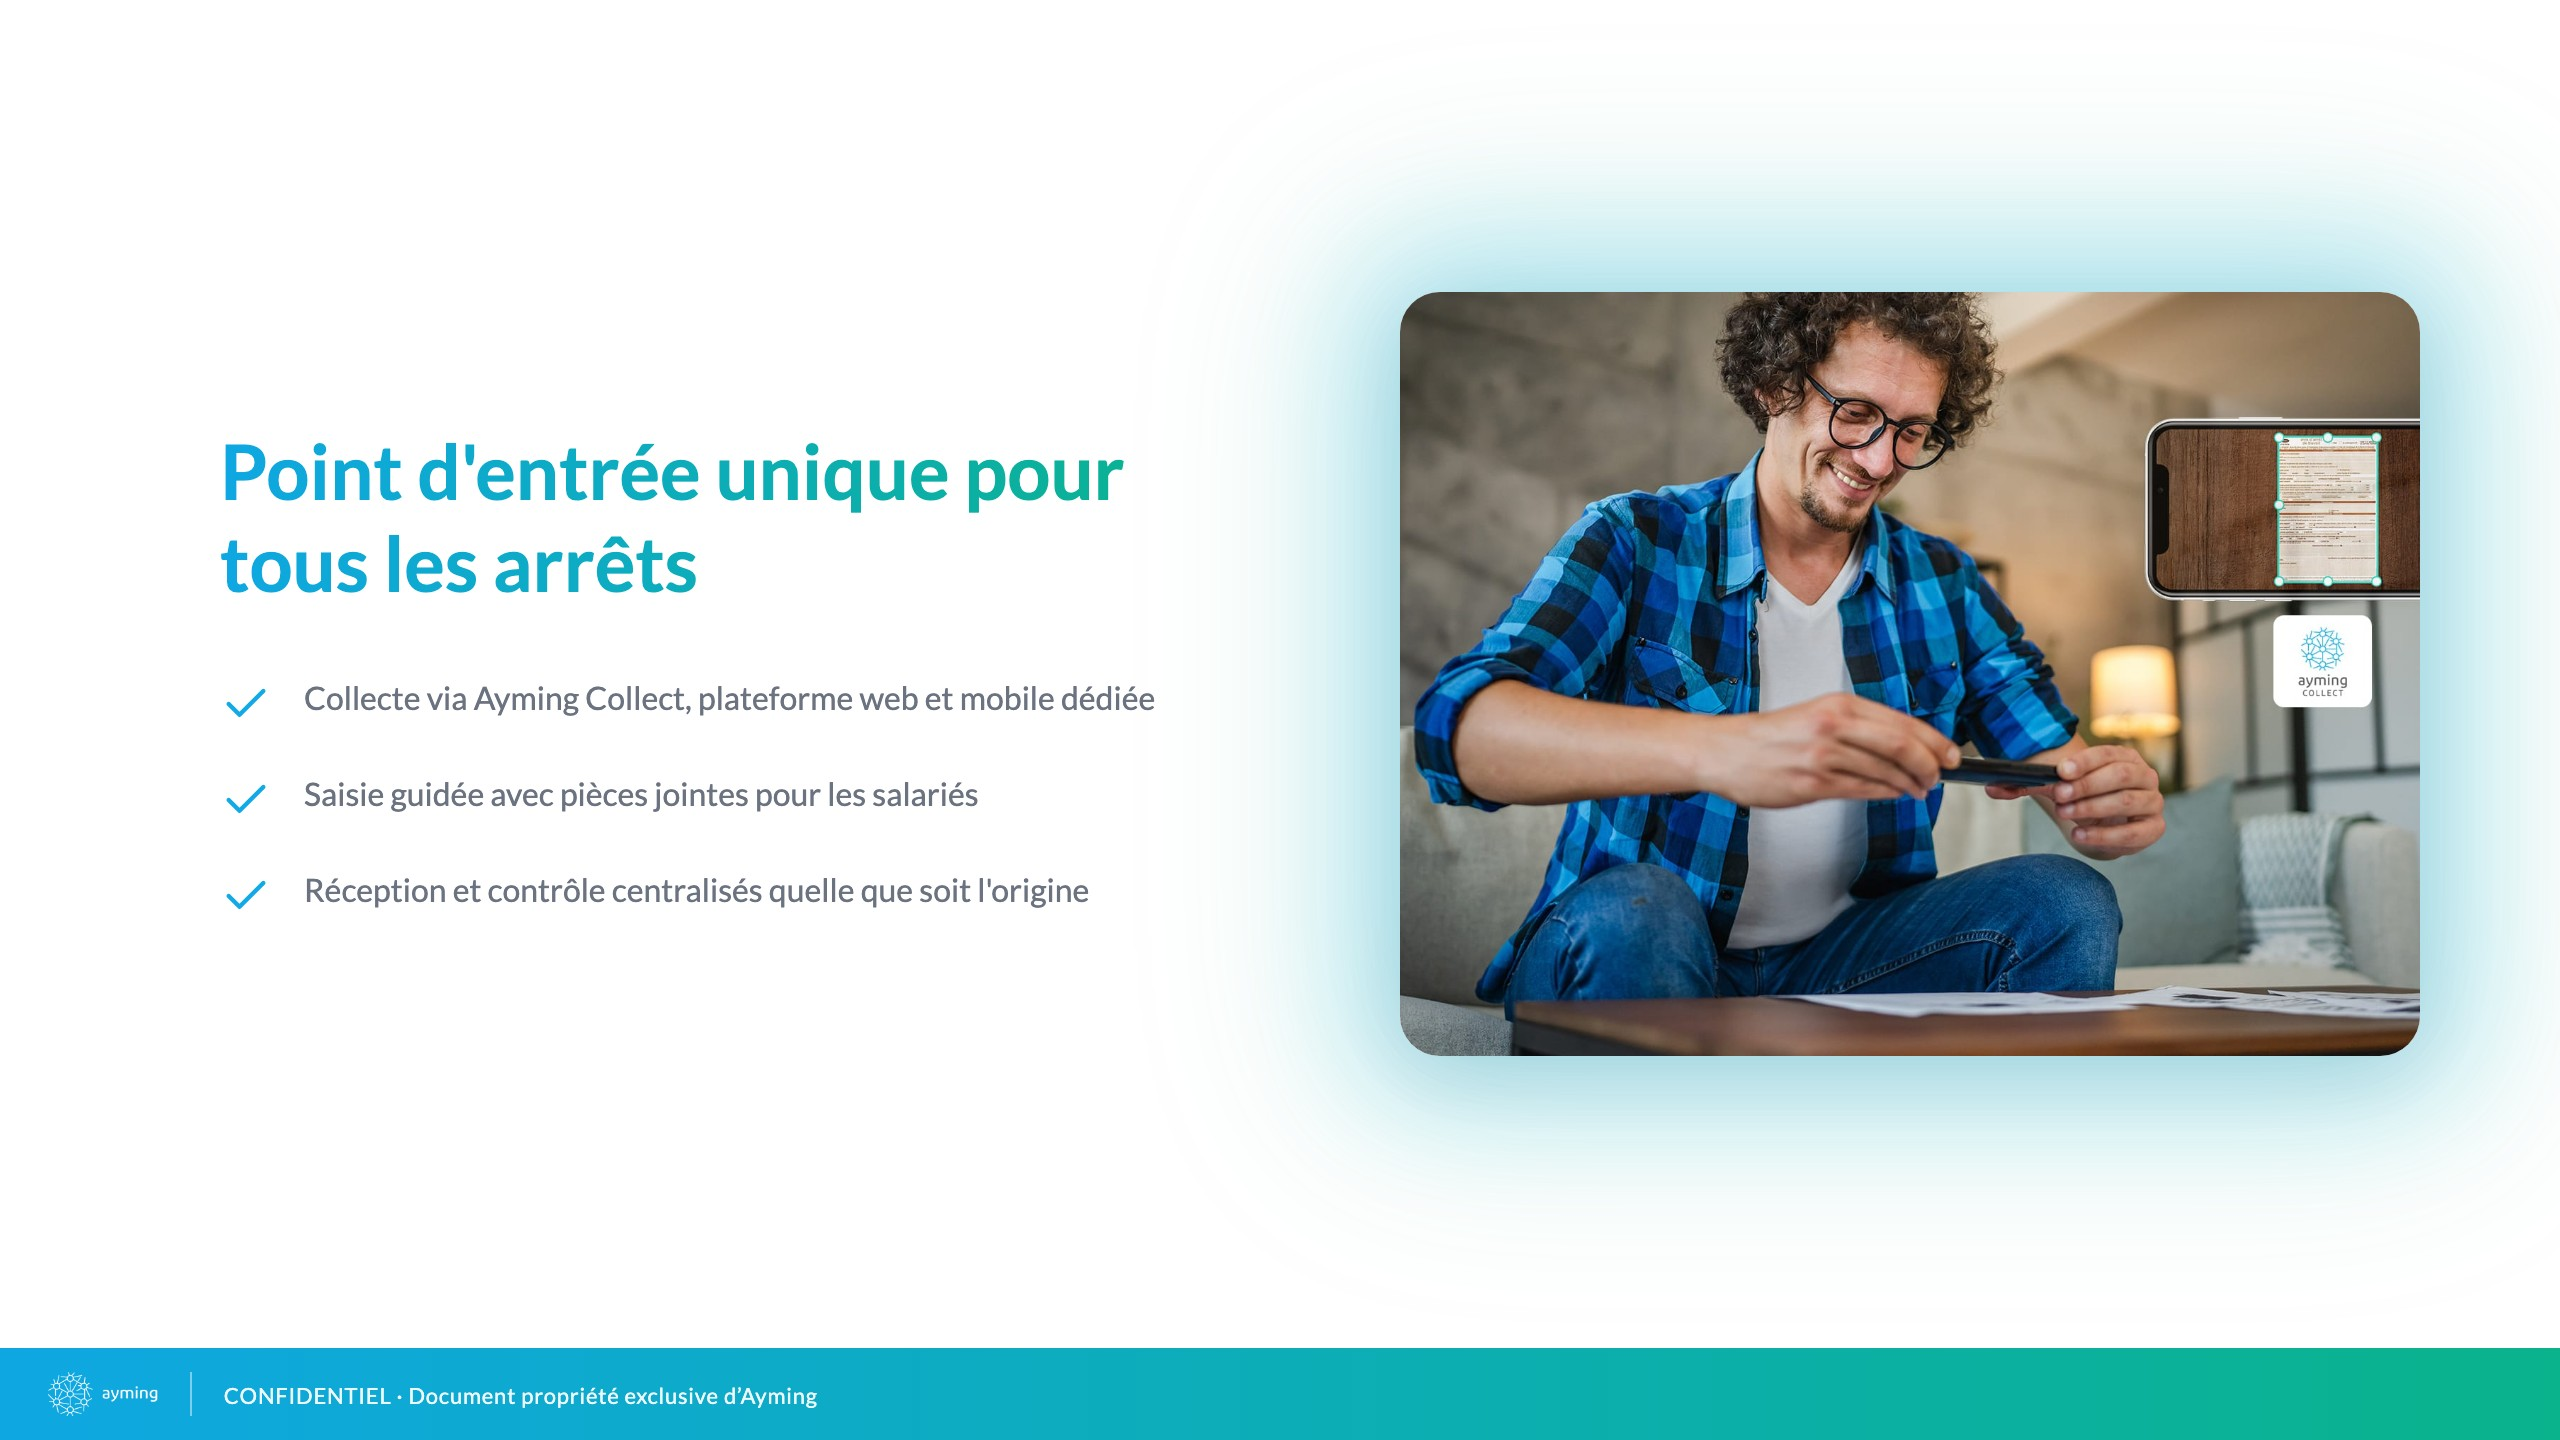 Point d'entrée unique pour
tous les arrêts
Collecte via Ayming Collect, plateforme web et mobile dédiée
Saisie guidée avec pièces jointes pour les salariés
Réception et contrôle centralisés quelle que soit l'origine
ayming
COLLECT
ayming
CONFIDENTIEL · Document propriété exclusive d’Ayming